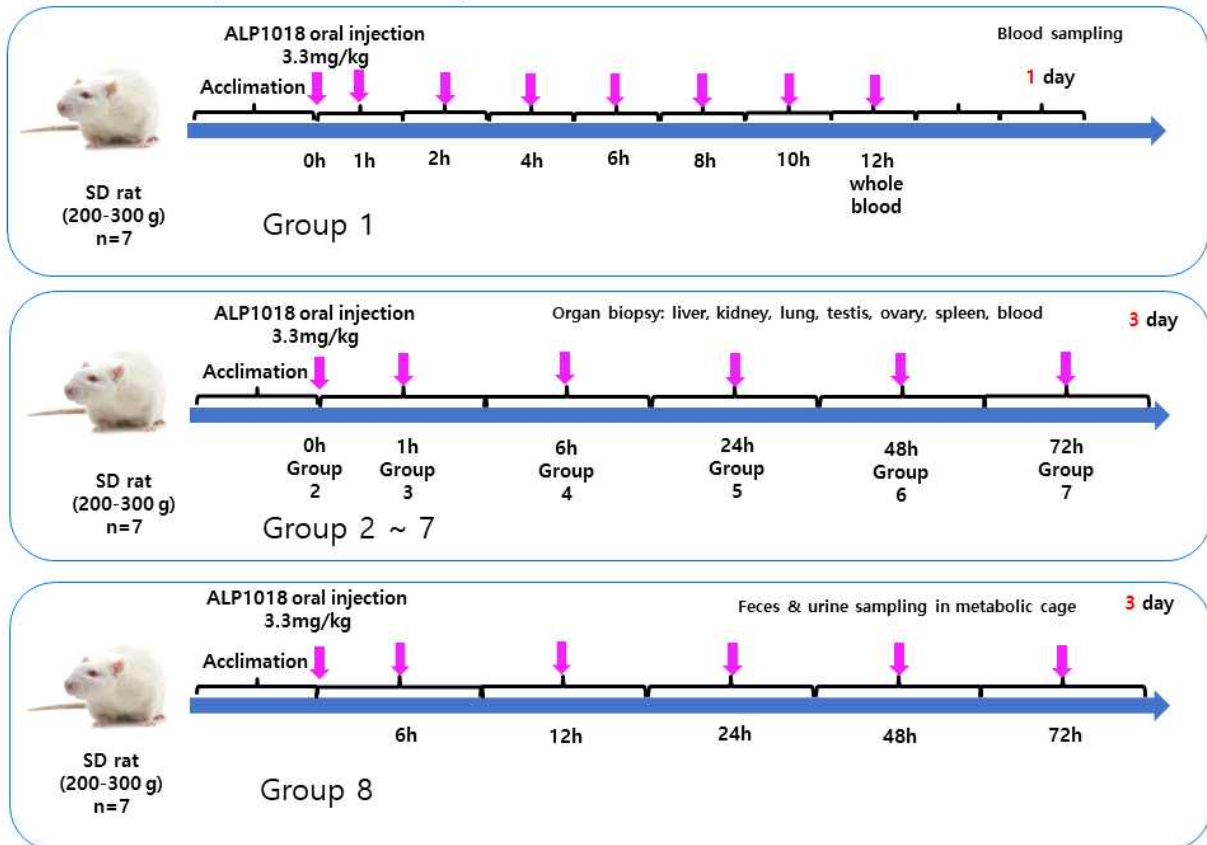 ALP1018 oral injection
3.3mg/kg
Blood sampling
1 day
Acclimation
0h 1h 2h 4h 6h 8h 10h 12h
whole
blood
SD rat
(200-300 g)
n=7
Group 1
ALP1018 oral injection
3.3mg/kg
Organ biopsy: liver, kidney, lung, testis, ovary, spleen, blood
3 day
Acclimation
0h 1h 6h 24h 48h 72h
Group Group Group Group Group Group
2 3 4 5 6 7
SD rat
(200-300 g)
n=7
Group 2 ~ 7
ALP1018 oral injection
3.3mg/kg
Feces & urine sampling in metabolic cage
3 day
Acclimation
6h 12h 24h 48h 72h
SD rat
(200-300 g)
n=7
Group 8